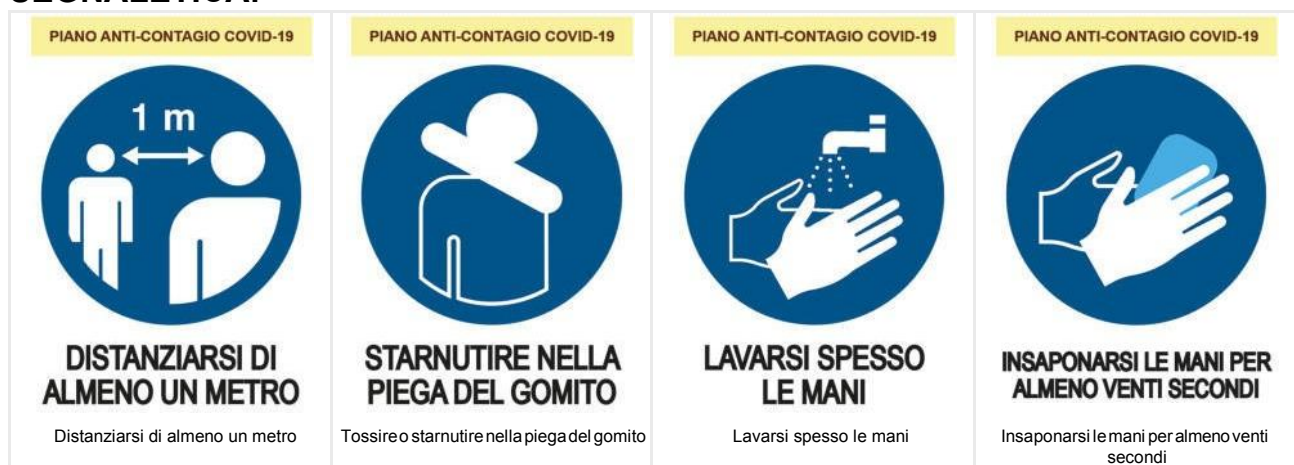 SEGNALETICA:
PIANO ANTI-CONTAGIO COVID-19
1 m
DISTANZIARSI DI
ALMENO UN METRO
Distanziarsi di almeno un metro
PIANO ANTI-CONTAGIO COVID-19
STARNUTIRE NELLA
PIEGA DEL GOMITO
Tossire o starnutire nella piega del gomito
PIANO ANTI-CONTAGIO COVID-19
LAVARSI SPESSO
LE MANI
Lavarsi spesso le mani
PIANO ANTI-CONTAGIO COVID-19
INSAPONARSI LE MANI PER
ALMENO VENTI SECONDI
Insaponarsi le mani per almeno venti
secondi